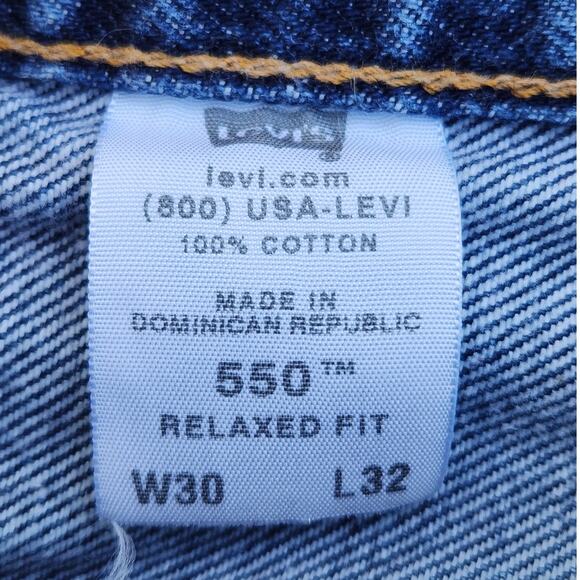 Levi's
levi.com
(800) USA-LEVI
100% COTTON
MADE IN
DOMINICAN REPUBLIC
550™
RELAXED FIT
W30 L32